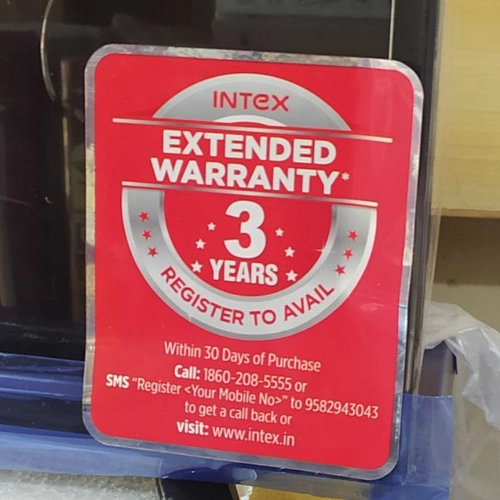 INTEX
EXTENDED
WARRANTY*
3
YEARS
REGISTER TO AVAIL
Within 30 Days of Purchase
Call: 1860-208-5555 or
SMS "Register <Your Mobile No>" to 9582943043
to get a call back or
visit: www.intex.in